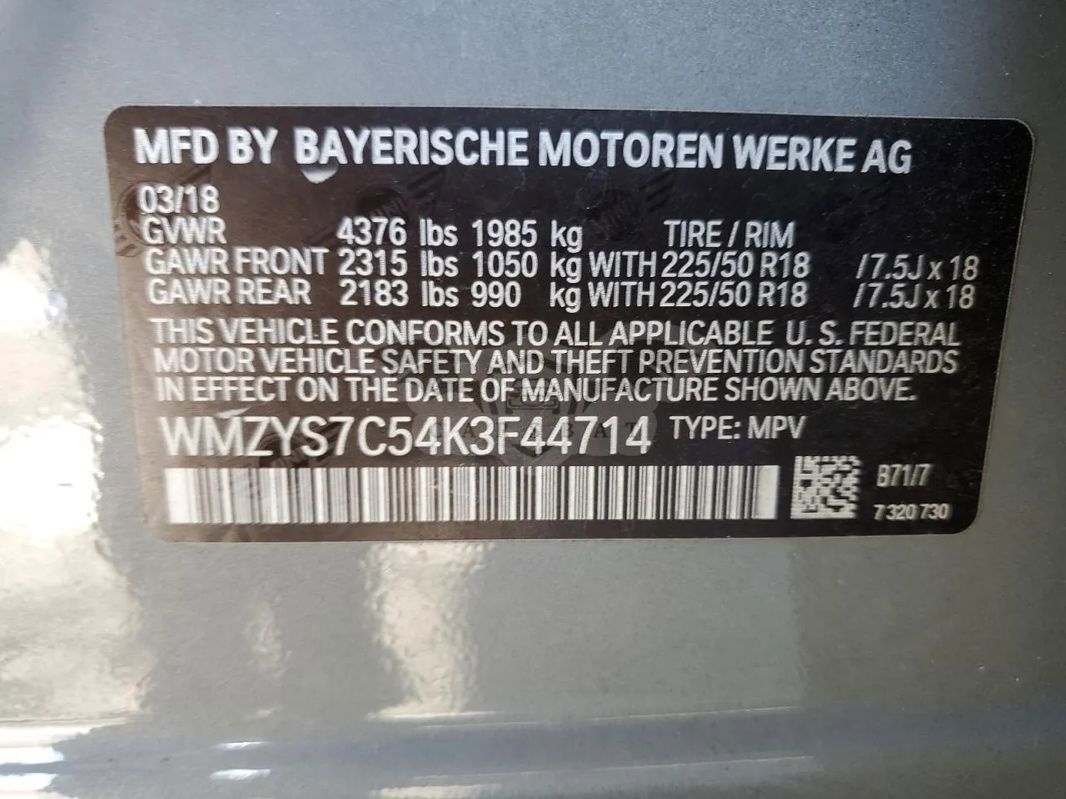 MFD BY BAYERISCHE MOTOREN WERKE AG
03/18
GVWR 4376 lbs 1985 kg TIRE / RIM
GAWR FRONT 2315 lbs 1050 kg WITH 225/50 R18 / 7.5J x 18
GAWR REAR 2183 lbs 990 kg WITH 225/50 R18 / 7.5J x 18
THIS VEHICLE CONFORMS TO ALL APPLICABLE U. S. FEDERAL
MOTOR VEHICLE SAFETY AND THEFT PREVENTION STANDARDS
IN EFFECT ON THE DATE OF MANUFACTURE SHOWN ABOVE.
WMZYS7C54K3F44714 TYPE: MPV
B71/7
7 320 730